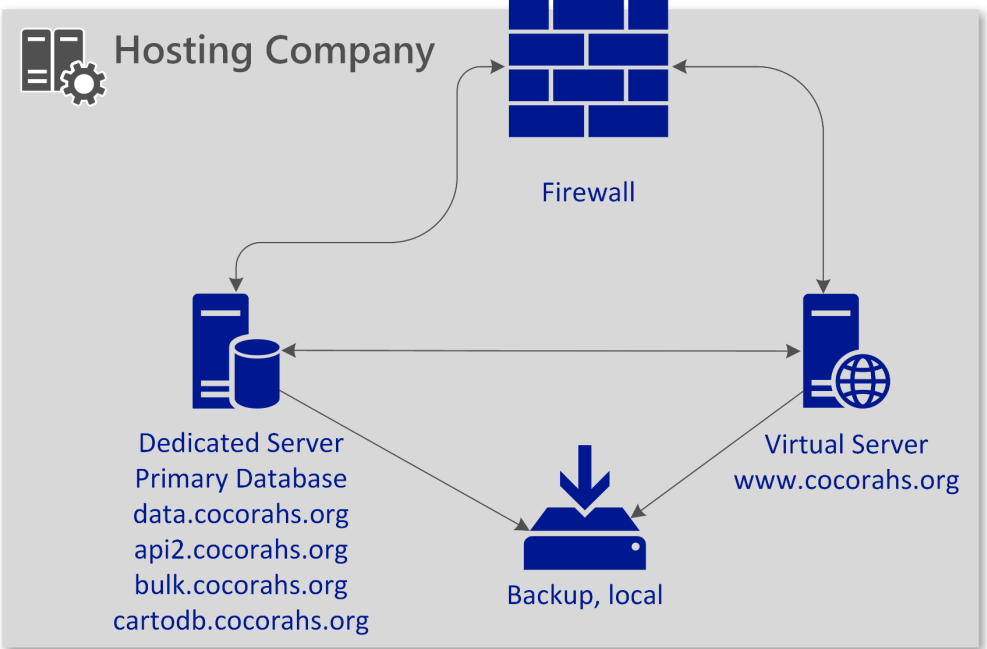 Hosting Company
Firewall
Dedicated Server
Primary Database
data.cocorahs.org
api2.cocorahs.org
bulk.cocorahs.org
cartodb.cocorahs.org
Virtual Server
www.cocorahs.org
Backup, local